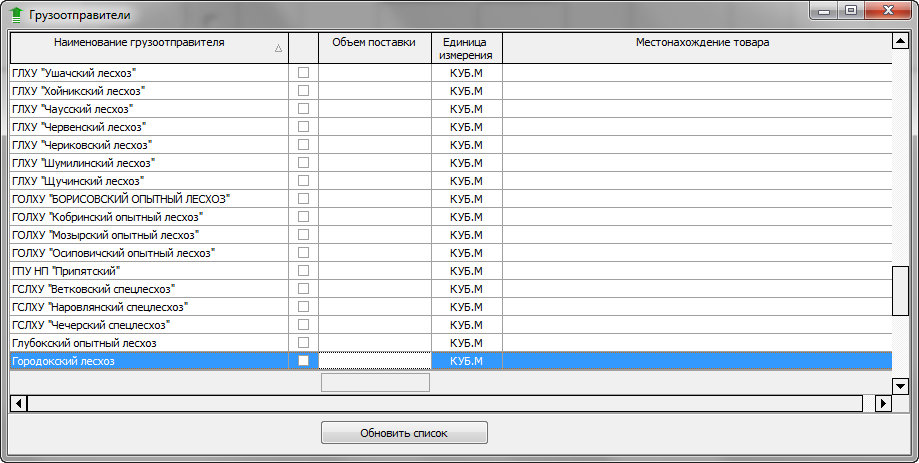 Грузоотправители
Наименование грузоотправителя Объем поставки Единица измерения Местонахождение товара
ГЛХУ "Ушачский лесхоз" КУБ.М
ГЛХУ "Хойникский лесхоз" КУБ.М
ГЛХУ "Чаусский лесхоз" КУБ.М
ГЛХУ "Червенский лесхоз" КУБ.М
ГЛХУ "Чериковский лесхоз" КУБ.М
ГЛХУ "Шумилинский лесхоз" КУБ.М
ГЛХУ "Щучинский лесхоз" КУБ.М
ГОЛХУ "БОРИСОВСКИЙ ОПЫТНЫЙ ЛЕСХОЗ" КУБ.М
ГОЛХУ "Кобринский опытный лесхоз" КУБ.М
ГОЛХУ "Мозырский опытный лесхоз" КУБ.М
ГОЛХУ "Осиповичский опытный лесхоз" КУБ.М
ГПУ НП "Припятский" КУБ.М
ГСЛХУ "Ветковский спецлесхоз" КУБ.М
ГСЛХУ "Наровлянский спецлесхоз" КУБ.М
ГСЛХУ "Чечерский спецлесхоз" КУБ.М
Глубокский опытный лесхоз КУБ.М
Городокский лесхоз КУБ.М
Обновить список